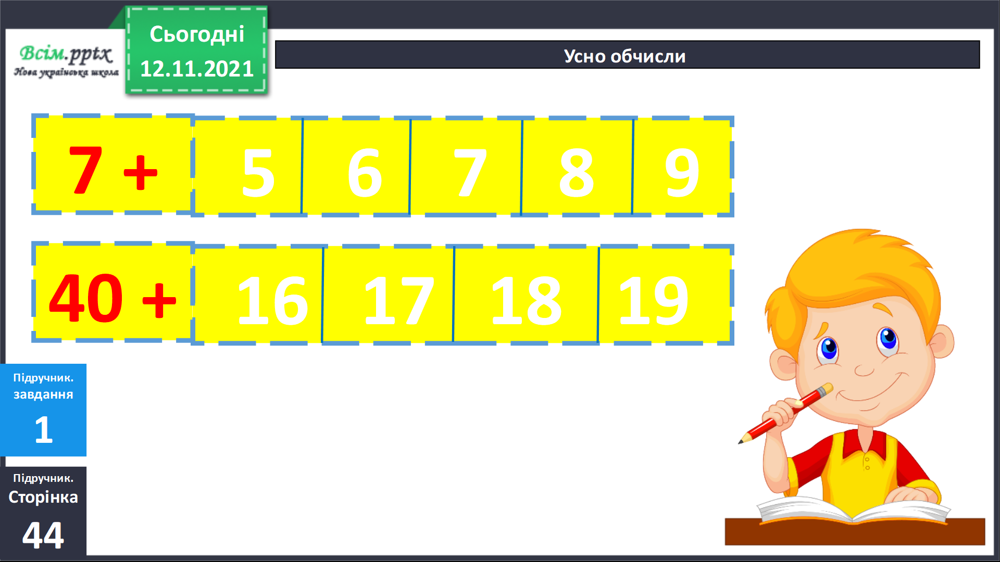 Всім.pptx
Нова українська школа
Сьогодні
12.11.2021
Усно обчисли
7 + 5 6 7 8 9
40 + 16 17 18 19
Підручник.
завдання
1
Підручник.
Сторінка
44